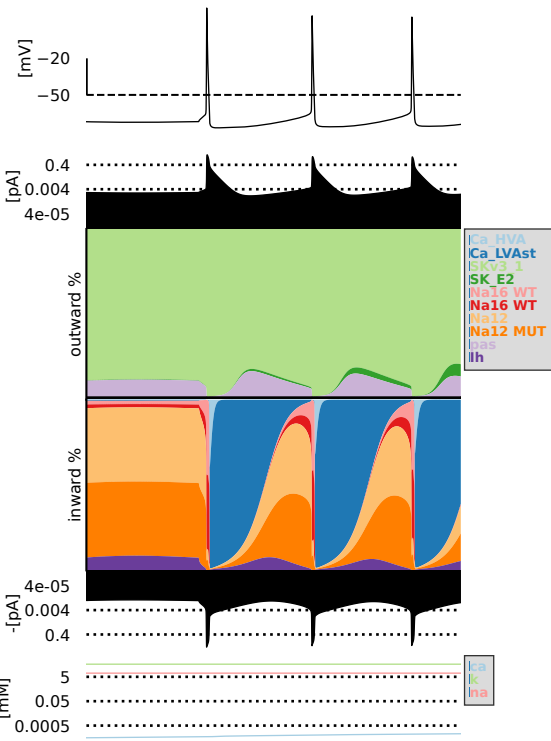 [mV]
−20
−50
[pA]
0.4
0.004
4e-05
outward %
Ca_HVA
Ca_LVAst
SKv3_1
SK_E2
Na16 WT
Na16 WT
Na12
Na12 MUT
pas
Ih
inward %
-[pA]
4e-05
0.004
0.4
[mM]
5
0.05
0.0005
ca
k
na